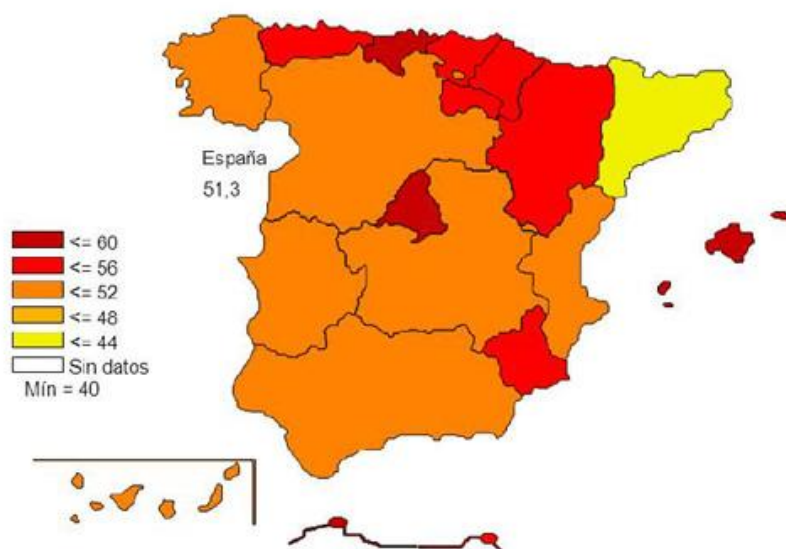 España
51,3
<= 60
<= 56
<= 52
<= 48
<= 44
Sin datos
Mín = 40